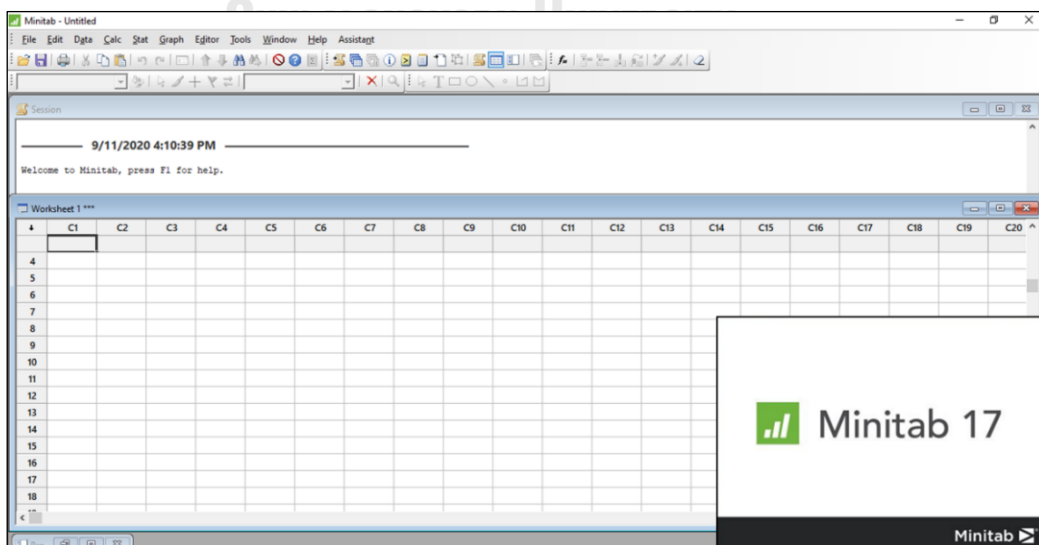 Minitab - Untitled
File Edit Data Calc Stat Graph Editor Tools Window Help Assistant
Session
9/11/2020 4:10:39 PM
Welcome to Minitab, press F1 for help.
Worksheet 1 ***
C1 C2 C3 C4 C5 C6 C7 C8 C9 C10 C11 C12 C13 C14 C15 C16 C17 C18 C19 C20
4
5
6
7
8
9
10
11
12
13
14
15
16
17
18
Minitab 17
Minitab